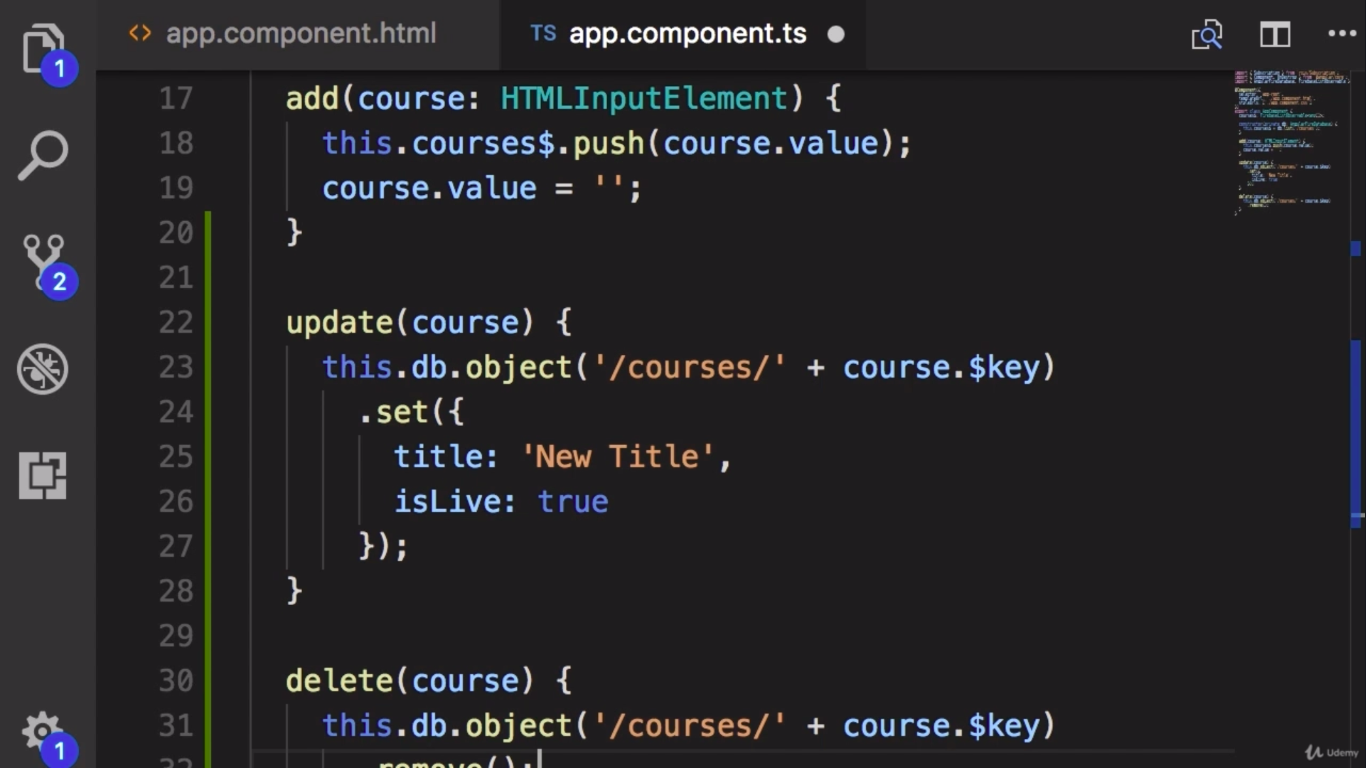 app.component.html
TS app.component.ts
1
2
1
17 add(course: HTMLInputElement) {
18 this.courses$.push(course.value);
19 course.value = '';
20 }
21
22 update(course) {
23 this.db.object('/courses/' + course.$key)
24 .set({
25 title: 'New Title',
26 isLive: true
27 });
28 }
29
30 delete(course) {
31 this.db.object('/courses/' + course.$key)
32 .remove();
Udemy